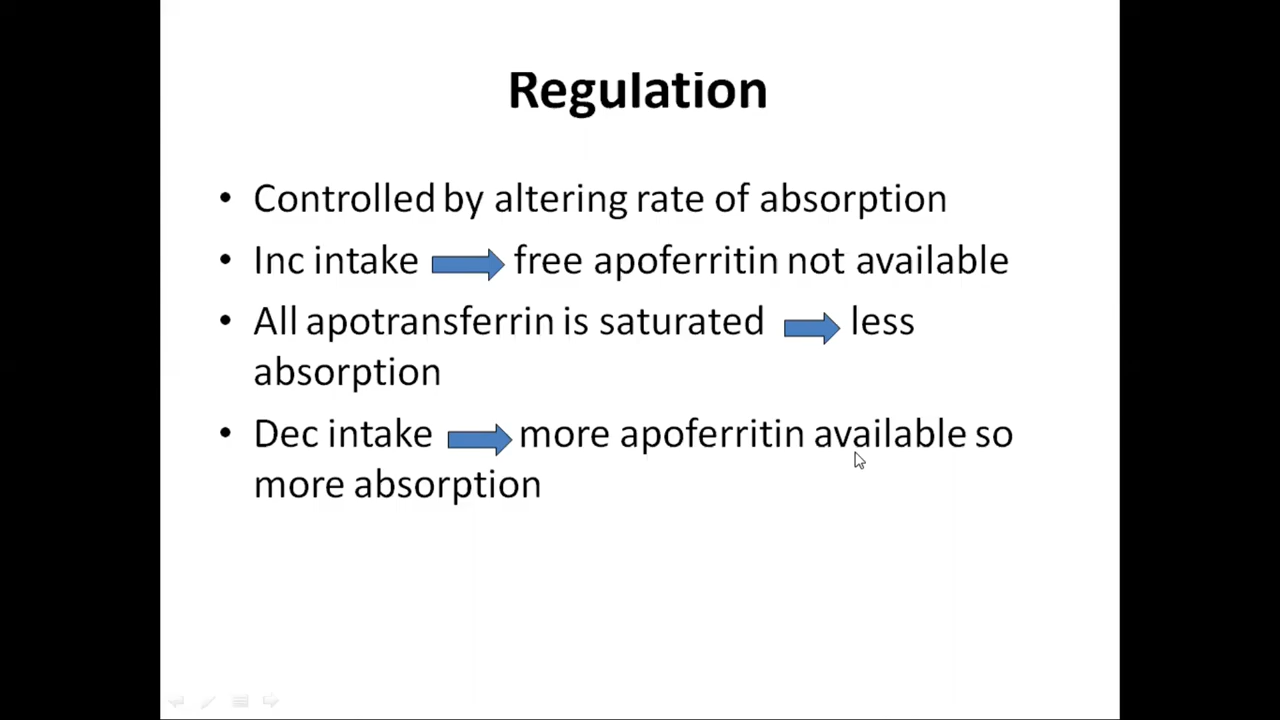 Regulation
• Controlled by altering rate of absorption
• Inc intake free apoferritin not available
• All apotransferrin is saturated less
absorption
• Dec intake more apoferritin available so
more absorption